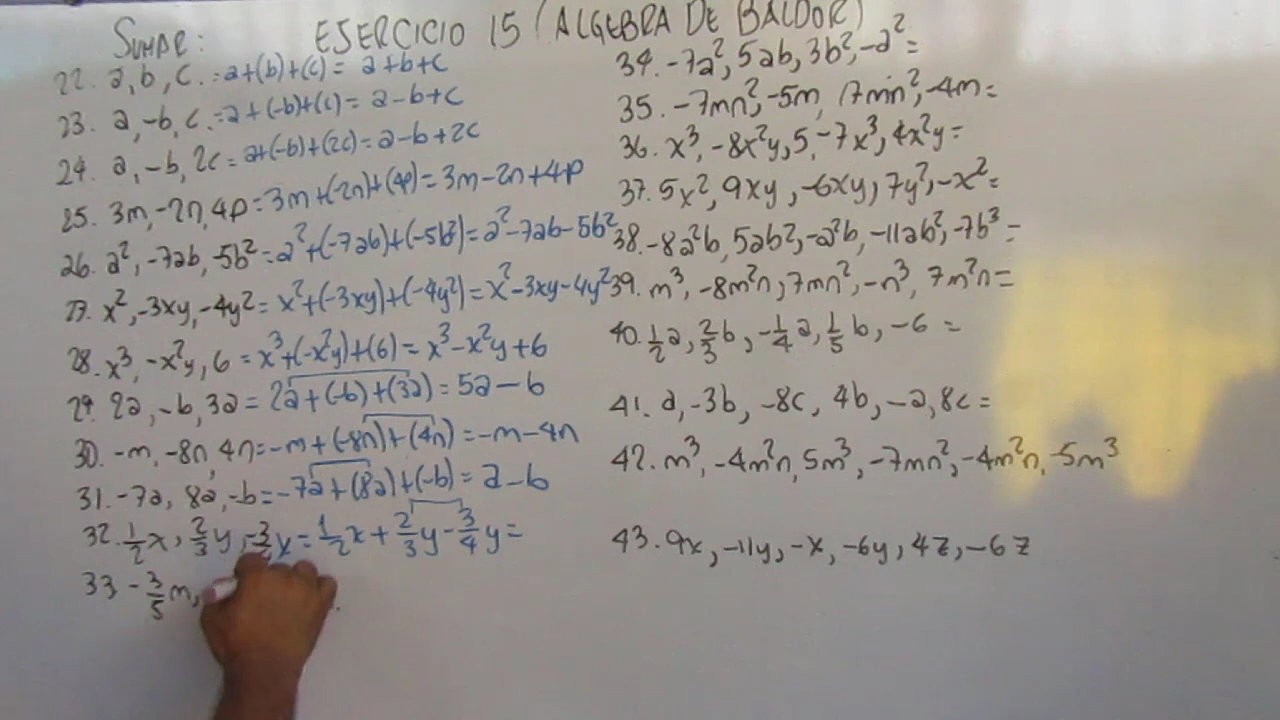 SUMAR: EJERCICIO 15 (ALGEBRA DE BALDOR)
22. a, b, c. = a+(b)+(c) = a+b+c
23. a, -b, c. = a+(-b)+(c) = a-b+c
24. a, -b, 2c = a+(-b)+(2c) = a-b+2c
25. 3m, -2n, 4p = 3m+(-2n)+(4p) = 3m-2n+4p
26. a², -7ab, -5b² = a²+(-7ab)+(-5b²) = a²-7ab-5b²
27. x², -3xy, -4y² = x²+(-3xy)+(-4y²) = x²-3xy-4y²
28. x³, -x²y, 6 = x³+(-x²y)+(6) = x³-x²y+6
29. 2a, -b, 3a = 2a+(-b)+(3a) = 5a-b
30. -m, -8n, 4n = -m+(-8n)+(4n) = -m-4n
31. -7a, 8a, -b = -7a+(8a)+(-b) = a-b
32. 1/2x, 2/3y, -3/ y = 1/2x + 2/3y - 3/4y =
33 - 3/5m,
34. -7a², 5ab, 3b², -a² =
35. -7mn², -5m, 17mn², -4m =
36. x³, -8x²y, 5, -7x³, 4x²y =
37. 5x², 9xy, -6xy, 7y², -x² =
38. -8a²b, 5ab², -a²b, -11ab², -7b³ =
39. m³, -8m²n, 7mn², -n³, 7m²n =
40. 1/2a, 2/3b, -1/4a, 1/5b, -6 =
41. a, -3b, -8c, 4b, -a, 8c =
42. m³, -4m²n, 5m³, -7mn², -4m²n, -5m³
43. 9x, -11y, -x, -6y, 4z, -6z